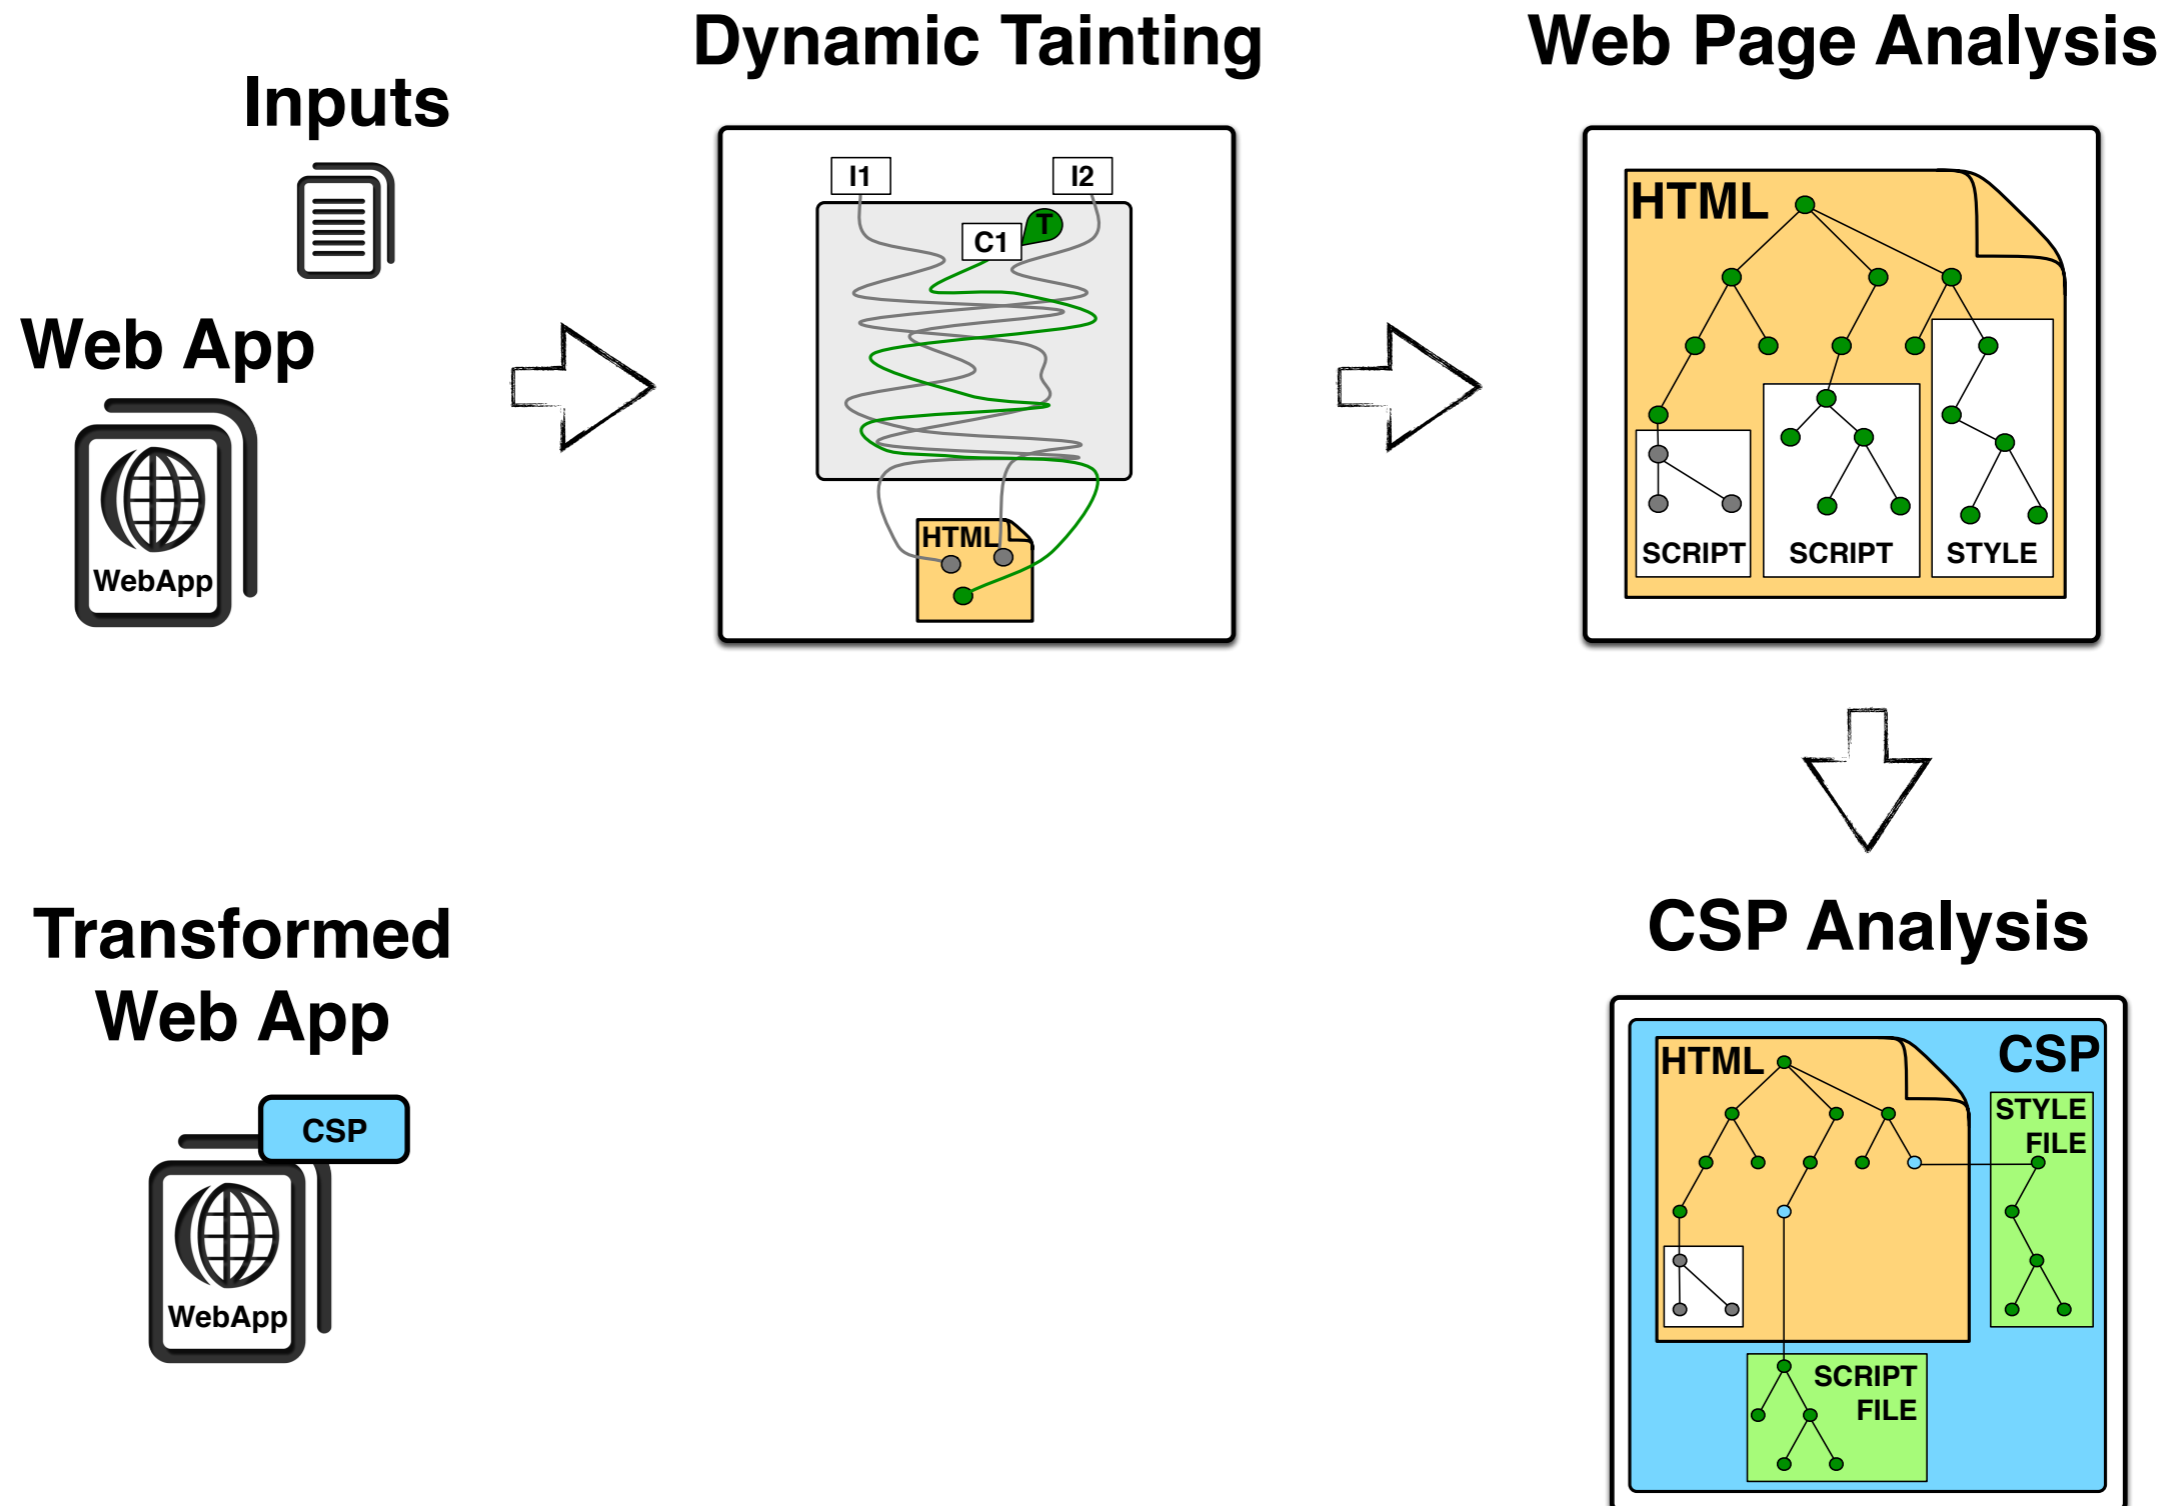 Dynamic Tainting
Web Page Analysis
Inputs
Web App
WebApp
I1
I2
C1
T
HTML
HTML
SCRIPT
SCRIPT
STYLE
Transformed
Web App
CSP
WebApp
CSP Analysis
HTML
CSP
STYLE
FILE
SCRIPT
FILE